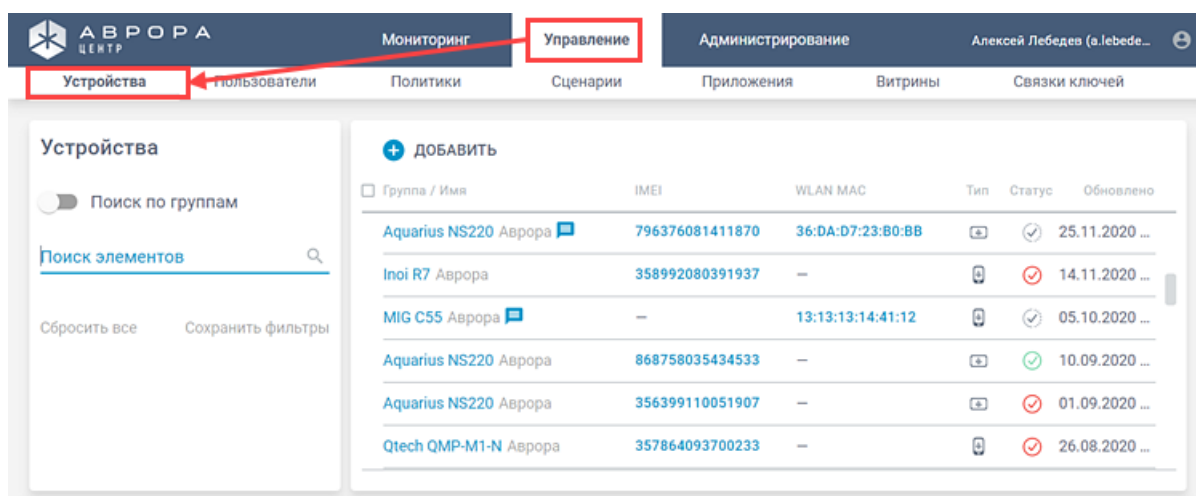 АВРОРА
ЦЕНТР
Мониторинг Управление Администрирование Алексей Лебедев (a.lebede...
Устройства Пользователи Политики Сценарии Приложения Витрины Связки ключей
Устройства
Поиск по группам
Поиск элементов
Сбросить все Сохранить фильтры
ДОБАВИТЬ
Группа / Имя IMEI WLAN MAC Тип Статус Обновлено
Aquarius NS220 Аврора 796376081411870 36:DA:D7:23:B0:BB 25.11.2020 ...
Inoi R7 Аврора 358992080391937 — 14.11.2020 ...
MIG C55 Аврора — 13:13:13:14:41:12 05.10.2020 ...
Aquarius NS220 Аврора 868758035434533 — 10.09.2020 ...
Aquarius NS220 Аврора 356399110051907 — 01.09.2020 ...
Qtech QMP-M1-N Аврора 357864093700233 — 26.08.2020 ...